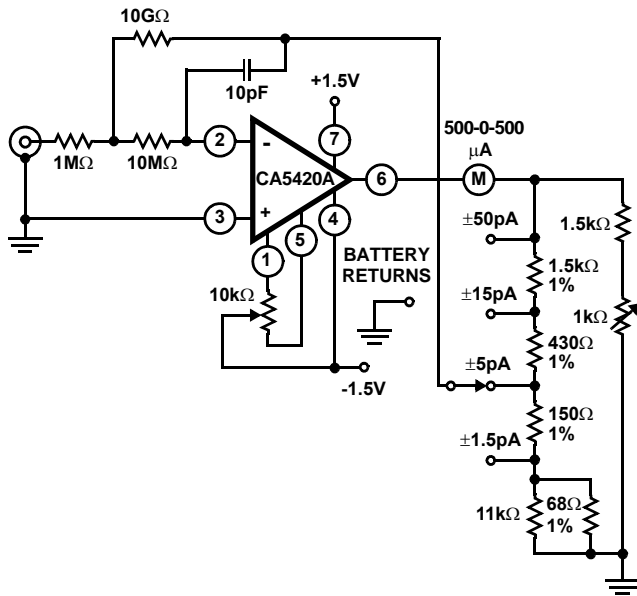 10GΩ
10pF
+1.5V
500-0-500
µA
1MΩ
10MΩ
2
-
7
CA5420A
6
M
3
+
4
5
1
±50pA
1.5kΩ
1.5kΩ
1%
BATTERY
RETURNS
10kΩ
±15pA
1kΩ
430Ω
1%
±5pA
-1.5V
150Ω
1%
±1.5pA
11kΩ
68Ω
1%